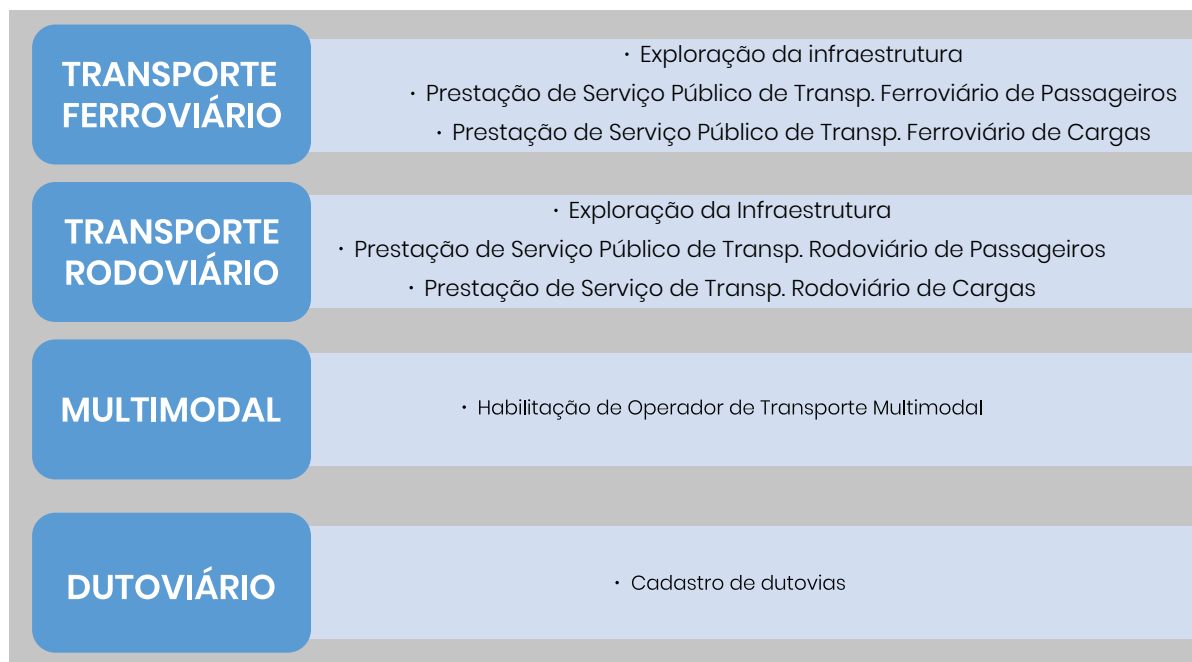 TRANSPORTE
FERROVIÁRIO
• Exploração da infraestrutura
• Prestação de Serviço Público de Transp. Ferroviário de Passageiros
• Prestação de Serviço Público de Transp. Ferroviário de Cargas
TRANSPORTE
RODOVIÁRIO
• Exploração da Infraestrutura
• Prestação de Serviço Público de Transp. Rodoviário de Passageiros
• Prestação de Serviço de Transp. Rodoviário de Cargas
MULTIMODAL
• Habilitação de Operador de Transporte Multimodal
DUTOVIÁRIO
• Cadastro de dutovias